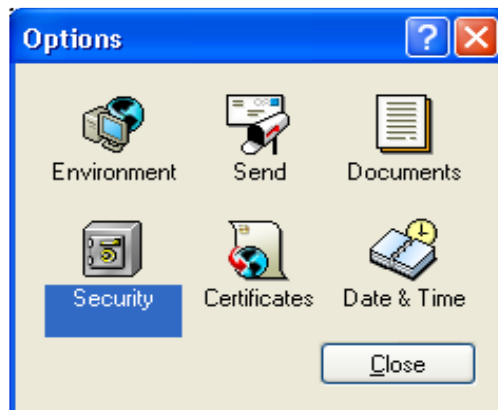 Options
Environment Send Documents
Security Certificates Date & Time
Close